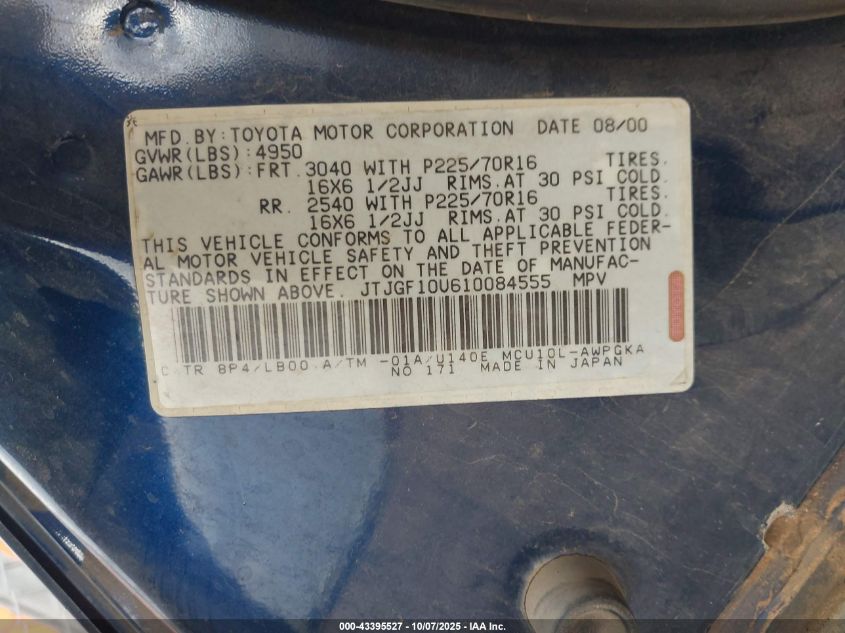 MFD.BY:TOYOTA MOTOR CORPORATION DATE 08/00
GVWR(LBS):4950
GAWR(LBS):FRT. 3040 WITH P225/70R16 TIRES.
16X6 1/2JJ RIMS.AT 30 PSI COLD.
RR. 2540 WITH P225/70R16 TIRES.
16X6 1/2JJ RIMS.AT 30 PSI COLD.
THIS VEHICLE CONFORMS TO ALL APPLICABLE FEDER-
AL MOTOR VEHICLE SAFETY AND THEFT PREVENTION
STANDARDS IN EFFECT ON THE DATE OF MANUFAC-
TURE SHOWN ABOVE. JTJGF10U610084555 MPV
C/TR 8P4/LB00 A/TM -01A/U140E MCU10L-AWPGKA
NO 171 MADE IN JAPAN
TOYOTA
000-43395527 - 10/07/2025 - IAA Inc.